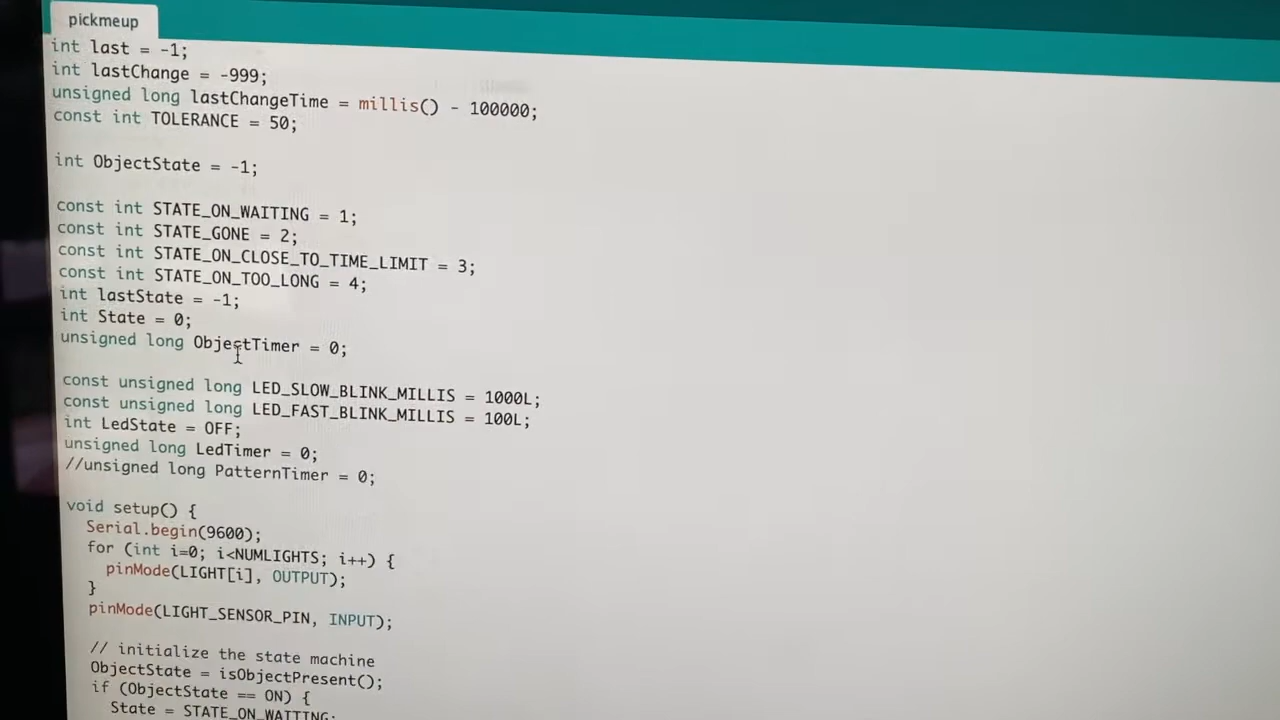 pickmeup
int last = -1;
int lastChange = -999;
unsigned long lastChangeTime = millis() - 100000;
const int TOLERANCE = 50;
int ObjectState = -1;
const int STATE_ON_WAITING = 1;
const int STATE_GONE = 2;
const int STATE_ON_CLOSE_TO_TIME_LIMIT = 3;
const int STATE_ON_TOO_LONG = 4;
int lastState = -1;
int State = 0;
unsigned long ObjectTimer = 0;
const unsigned long LED_SLOW_BLINK_MILLIS = 1000L;
const unsigned long LED_FAST_BLINK_MILLIS = 100L;
int LedState = OFF;
unsigned long LedTimer = 0;
//unsigned long PatternTimer = 0;
void setup() {
Serial.begin(9600);
for (int i=0; i<NUMLIGHTS; i++) {
pinMode(LIGHT[i], OUTPUT);
}
pinMode(LIGHT_SENSOR_PIN, INPUT);
// initialize the state machine
ObjectState = isObjectPresent();
if (ObjectState == ON) {
State = STATE_ON_WAITING;